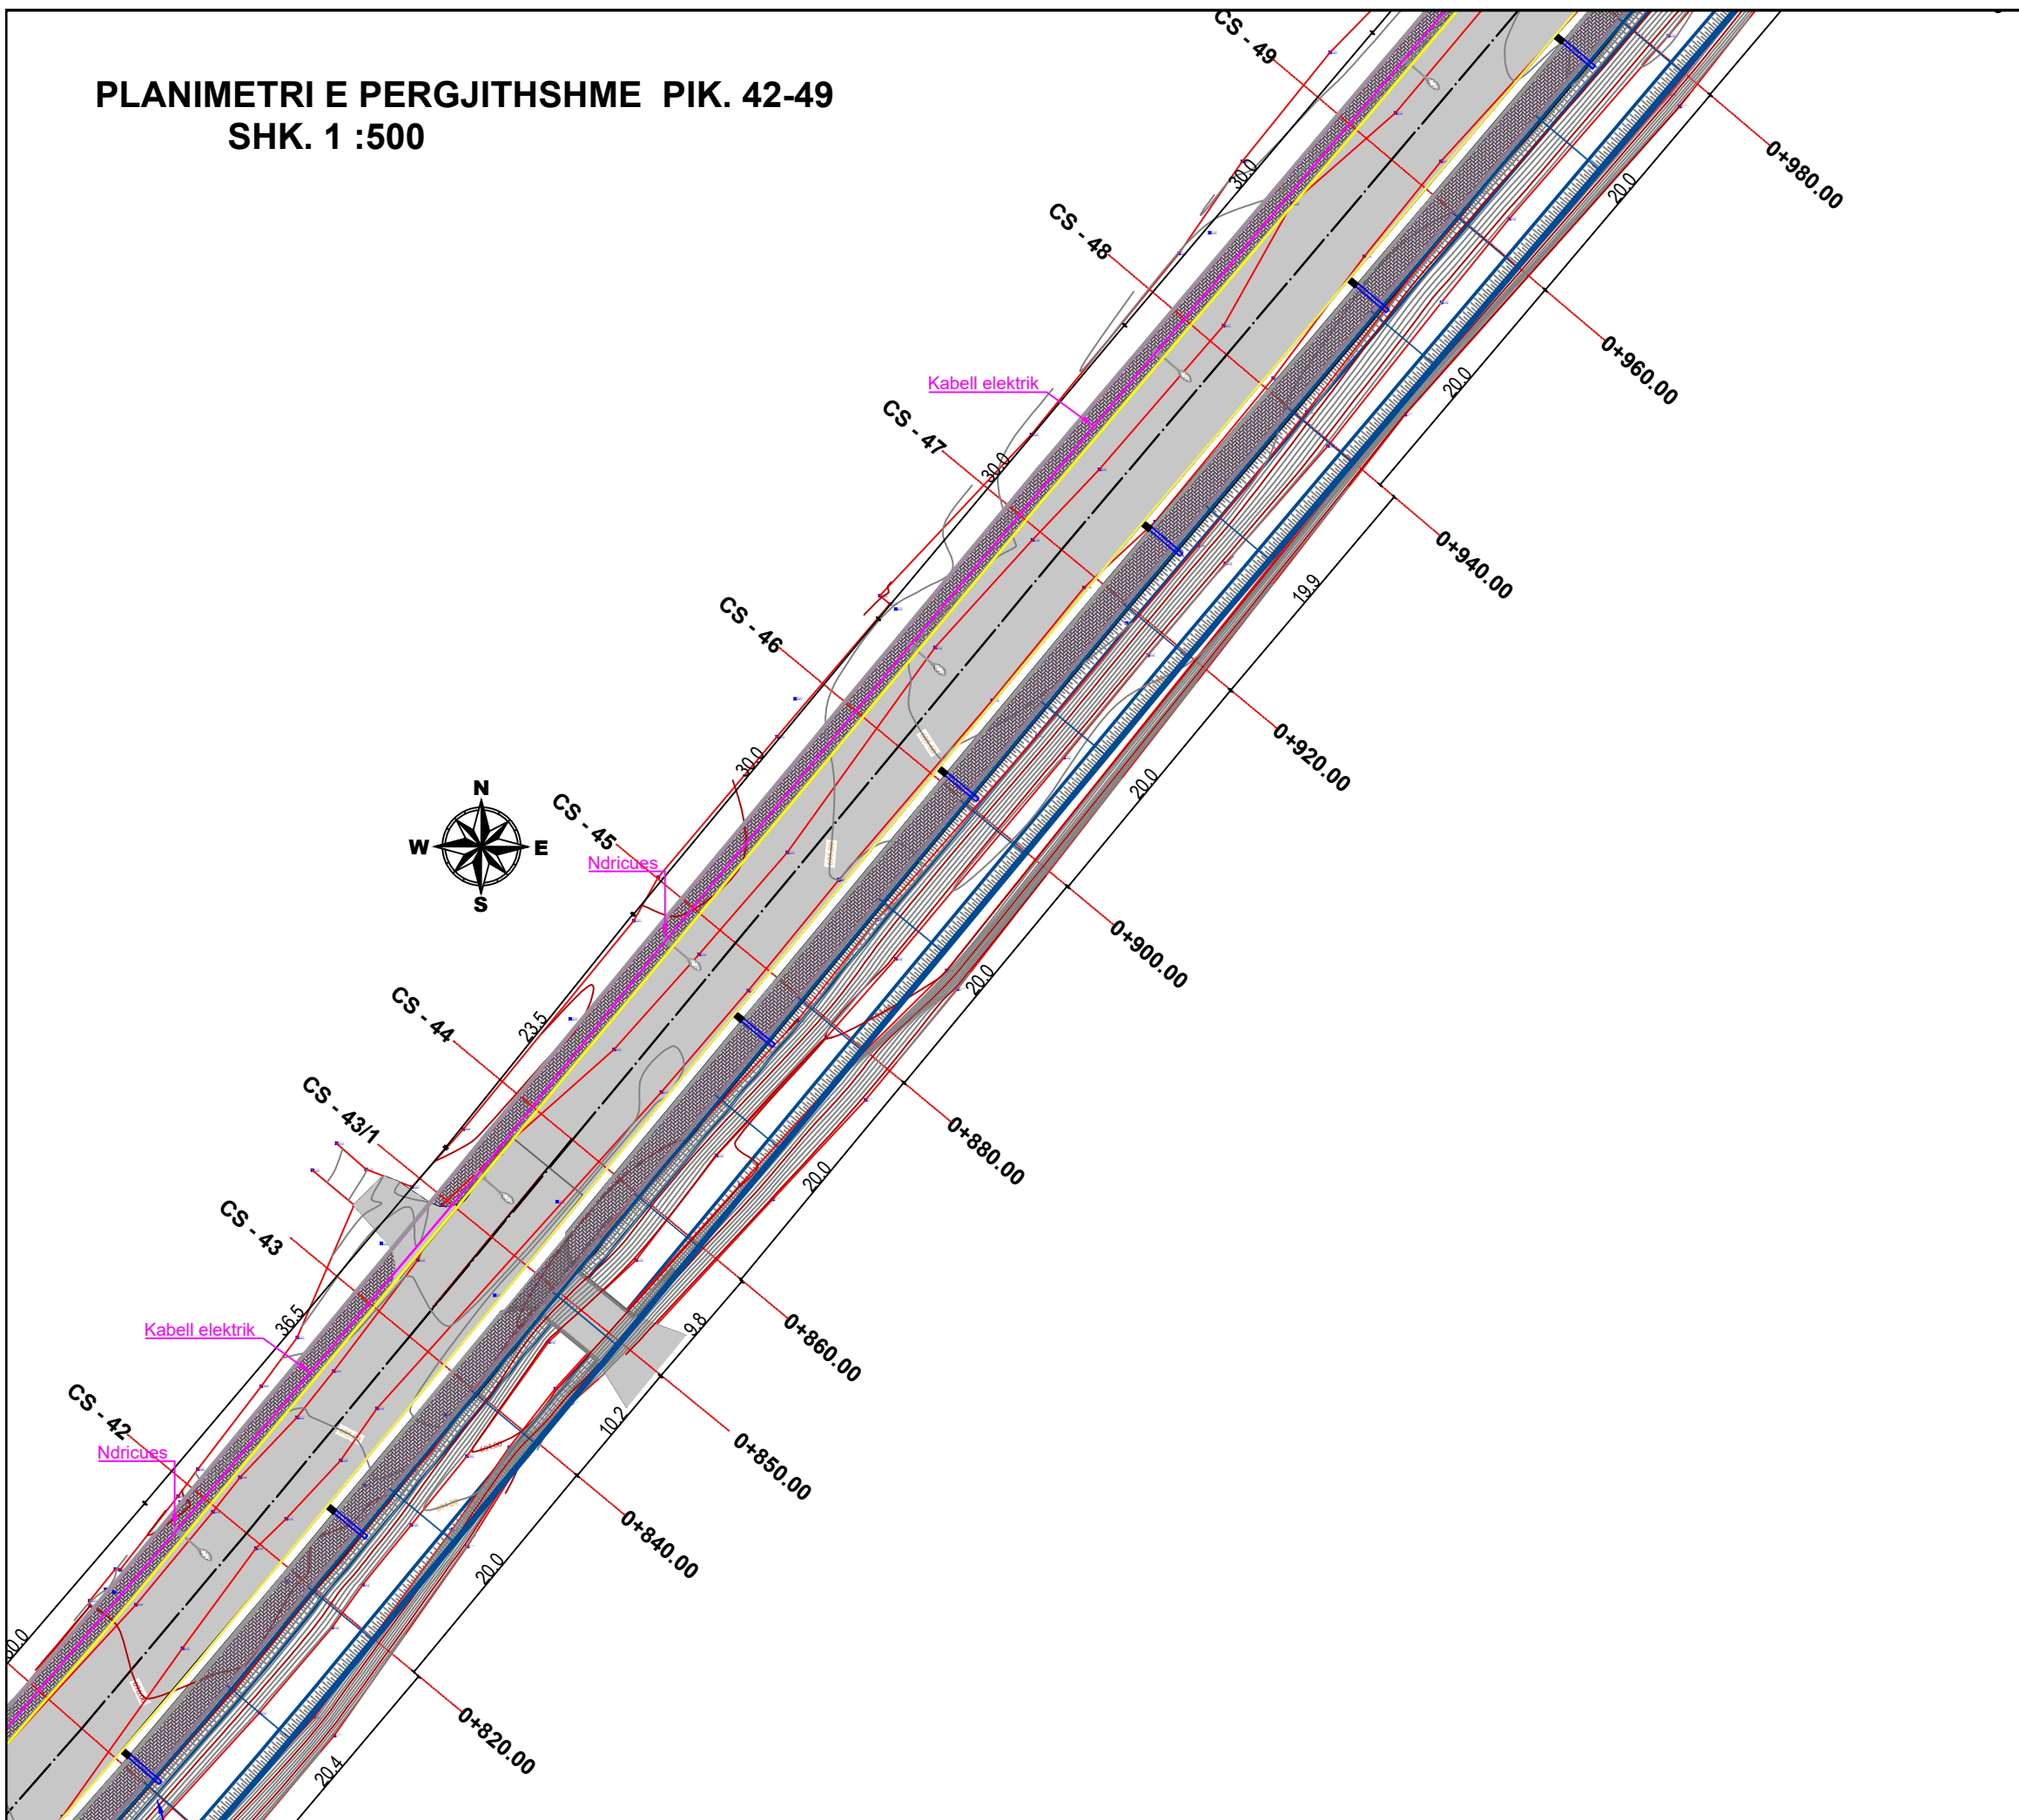 PLANIMETRI E PERGJITHSHME PIK. 42-49
SHK. 1 :500
CS - 49
0+980.00
30.0
20.0
CS - 48
0+960.00
Kabell elektrik
20.0
CS - 47
30.0
0+940.00
19.9
CS - 46
0+920.00
30.0
20.0
N
W
E
S
CS - 45
Ndricues
0+900.00
20.0
CS - 44
23.5
0+880.00
CS - 43/1
20.0
CS - 43
36.5
9.8
0+860.00
Kabell elektrik
CS - 42
10.2
0+850.00
Ndricues
0+840.00
20.0
0+820.00
20.4